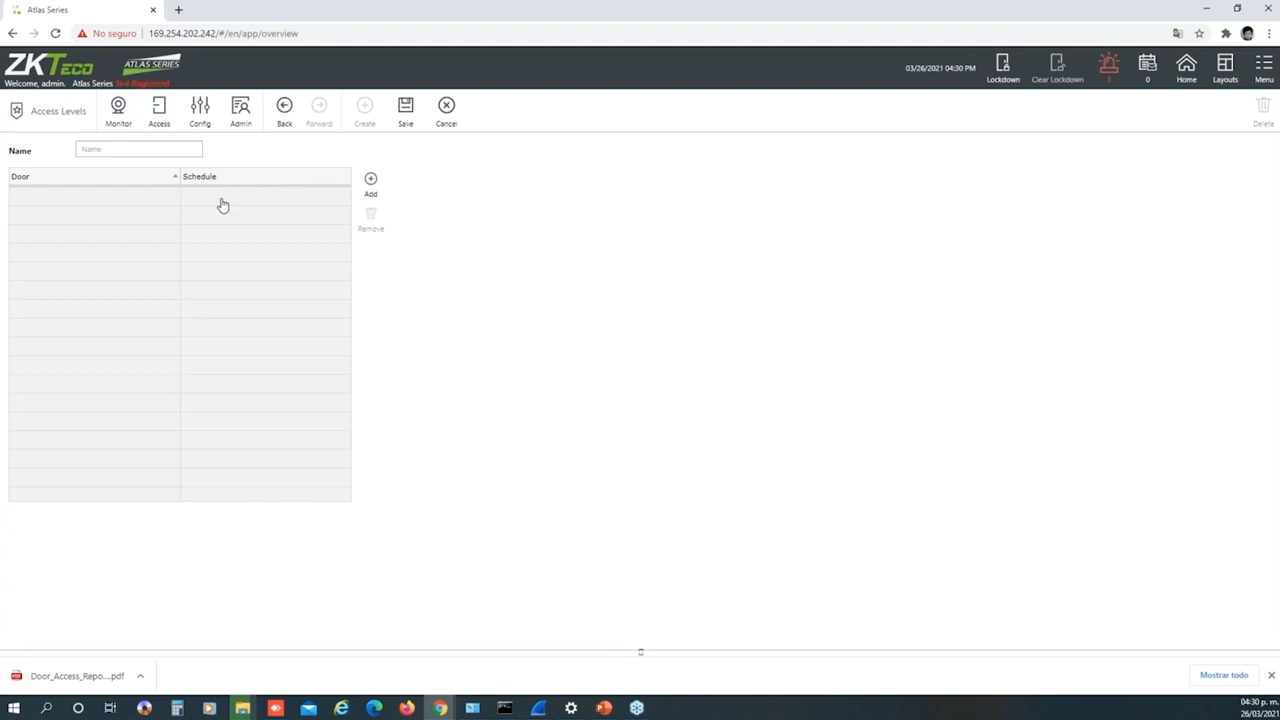 Atlas Series
No seguro 169.254.202.242/#/en/app/overview
ZKTeco ATLAS SERIES
Welcome, admin. Atlas Series Not Registered!
03/26/2021 04:30 PM
Lockdown
Clear Lockdown
1
0
Home
Layouts
Menu
Access Levels
Monitor
Access
Config
Admin
Back
Forward
Create
Save
Cancel
Delete
Name
Name
Door
Schedule
Add
Remove
Door_Access_Repo....pdf
Mostrar todo
04:30 p. m.
26/03/2021